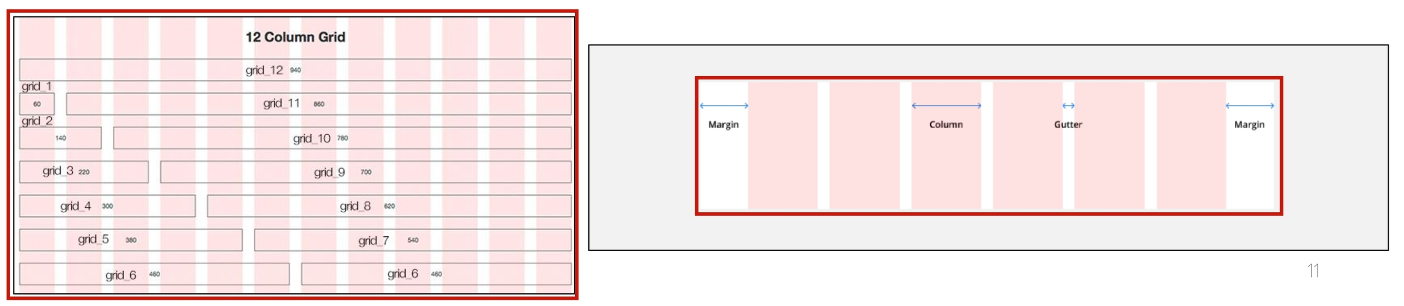 12 Column Grid
grid_12 940
grid_1
60 grid_11 860
grid_2
140 grid_10 780
grid_3 220 grid_9 700
grid_4 300 grid_8 620
grid_5 380 grid_7 540
grid_6 460 grid_6 460
Margin Column Gutter Margin
11